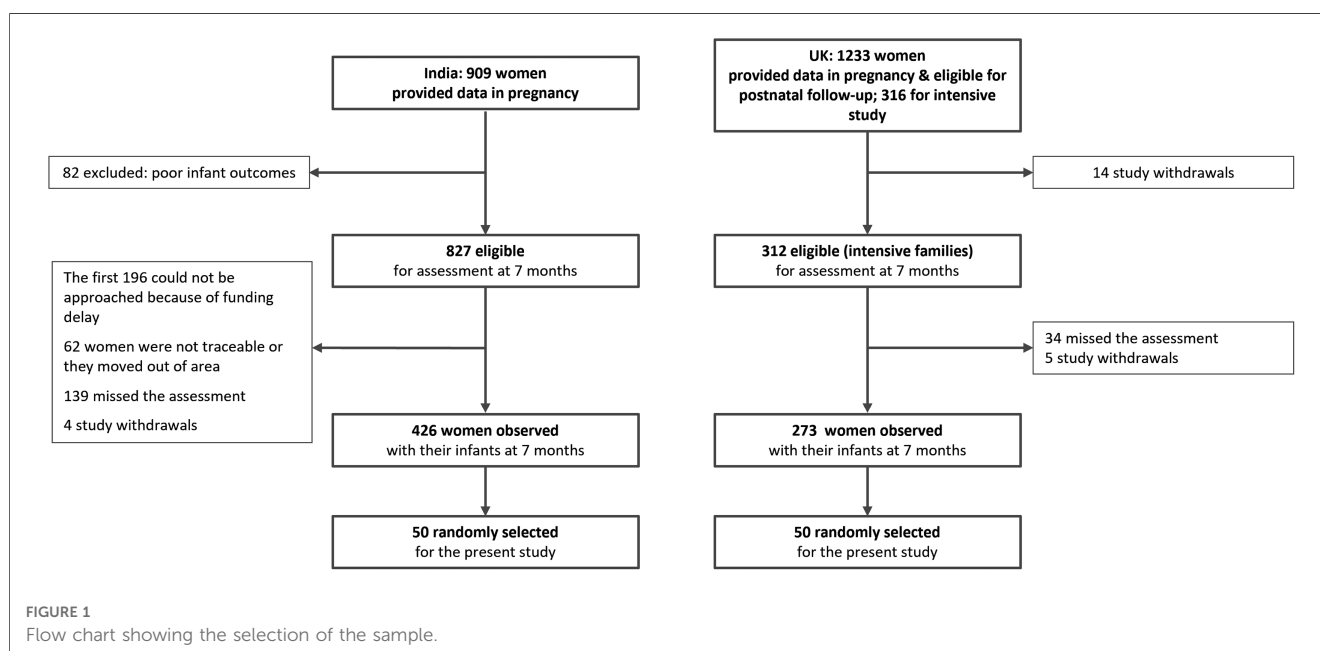 India: 909 women
provided data in pregnancy
82 excluded: poor infant outcomes
827 eligible
for assessment at 7 months
The first 196 could not be
approached because of funding
delay
62 women were not traceable or
they moved out of area
139 missed the assessment
4 study withdrawals
426 women observed
with their infants at 7 months
50 randomly selected
for the present study
UK: 1233 women
provided data in pregnancy & eligible for
postnatal follow-up; 316 for intensive
study
14 study withdrawals
312 eligible (intensive families)
for assessment at 7 months
34 missed the assessment
5 study withdrawals
273 women observed
with their infants at 7 months
50 randomly selected
for the present study
FIGURE 1
Flow chart showing the selection of the sample.